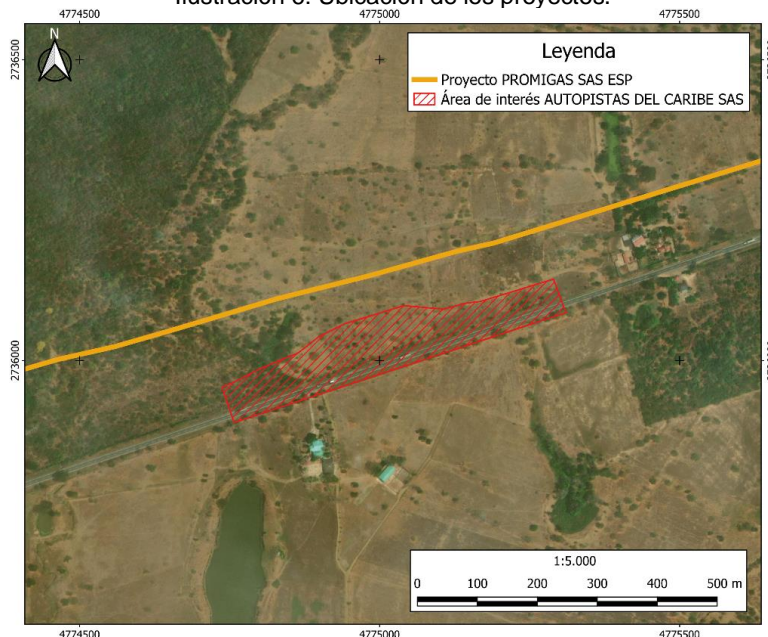 4774500 4775000 4775500
N
2736500
Leyenda
Proyecto PROMIGAS SAS ESP
Área de interés AUTOPISTAS DEL CARIBE SAS
2736000
1:5.000
0 100 200 300 400 500 m
4774500 4775000 4775500